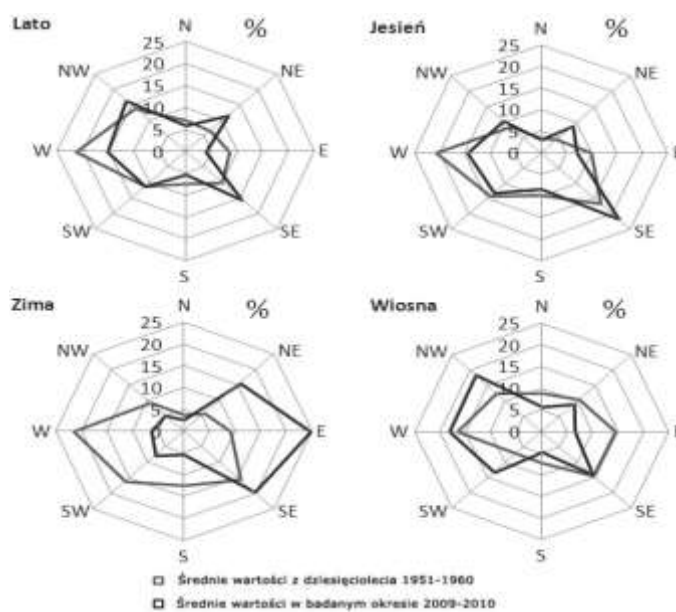 Lato
N
%
25
20
15
10
5
0
NW
NE
W
E
SW
SE
S
Jesień
N
%
25
20
15
10
5
0
NW
NE
W
E
SW
SE
S
Zima
N
%
25
20
15
10
5
0
NW
NE
W
E
SW
SE
S
Wiosna
N
%
25
20
15
10
5
0
NW
NE
W
E
SW
SE
S
Średnie wartości z dziesięciolecia 1951-1960
Średnie wartości w badanym okresie 2009-2010